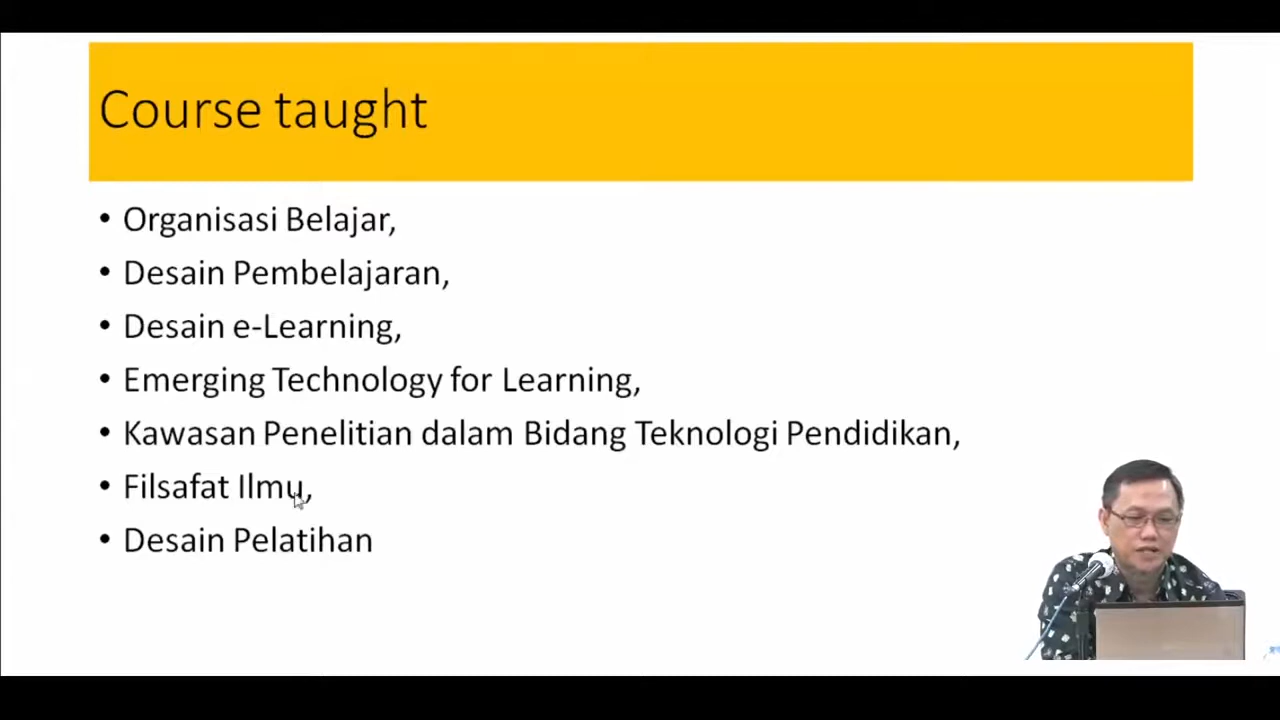 Course taught
• Organisasi Belajar,
• Desain Pembelajaran,
• Desain e-Learning,
• Emerging Technology for Learning,
• Kawasan Penelitian dalam Bidang Teknologi Pendidikan,
• Filsafat Ilmu,
• Desain Pelatihan